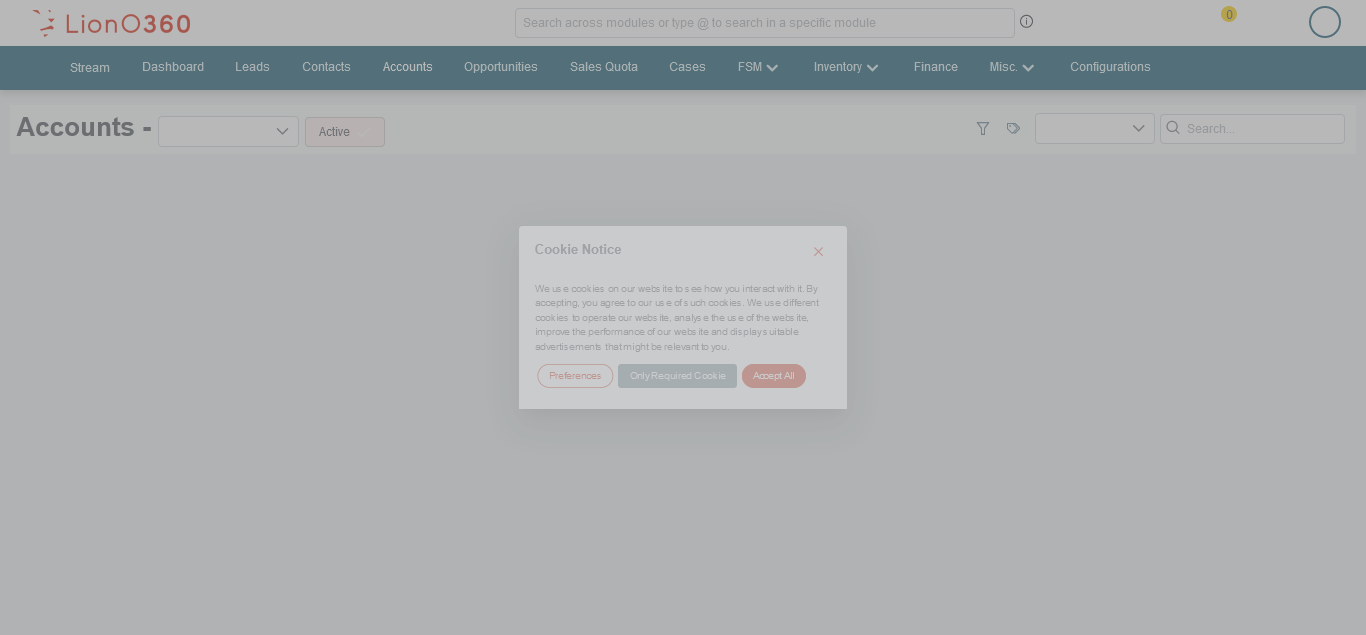 LionO360
Search across modules or type @ to search in a specific module
0
Stream Dashboard Leads Contacts Accounts Opportunities Sales Quota Cases FSM Inventory Finance Misc. Configurations
Accounts -
Active
Search...
Cookie Notice
We use cookies on our website to see how you interact with it. By
accepting, you agree to our use of such cookies. We use different
cookies to operate our website, analyse the use of the website,
improve the performance of our website and display suitable
advertisements that might be relevant to you.
Preferences Only Required Cookie Accept All